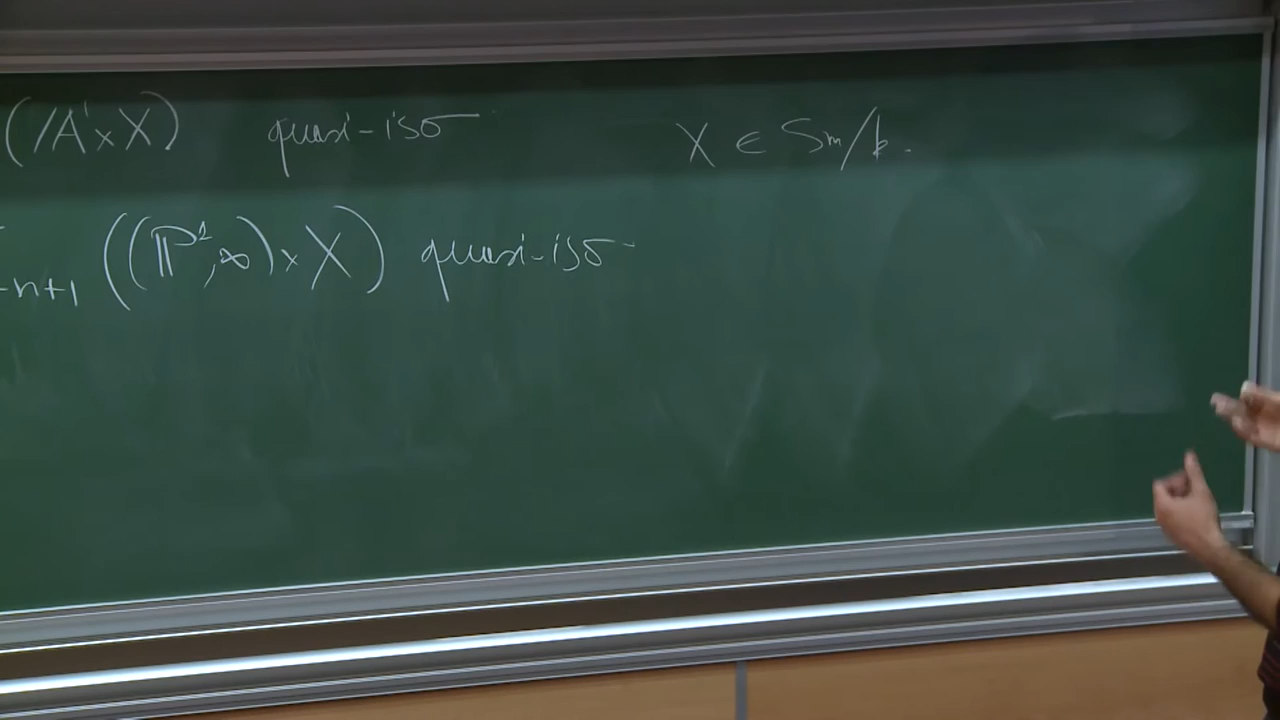 (𝔸¹×X) quasi-iso X ∈ Sm/k.
-n+1 ((ℙ¹,∞)×X) quasi-iso